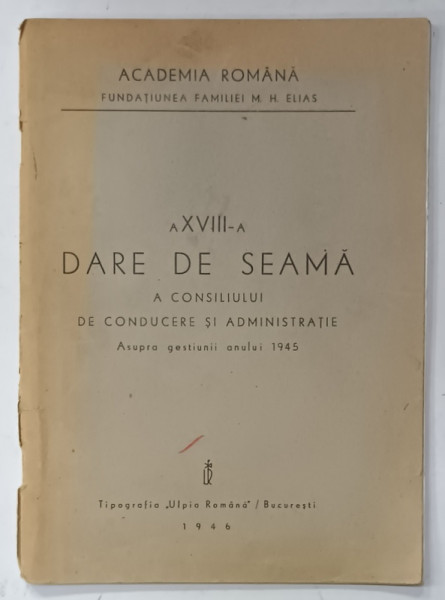 ACADEMIA ROMÂNĂ
FUNDAȚIUNEA FAMILIEI M. H. ELIAS
A XVIII-A
DARE DE SEAMĂ
A CONSILIULUI
DE CONDUCERE ȘI ADMINISTRAȚIE
Asupra gestiunii anului 1945
Tipografia „Ulpia Română" / București
1946